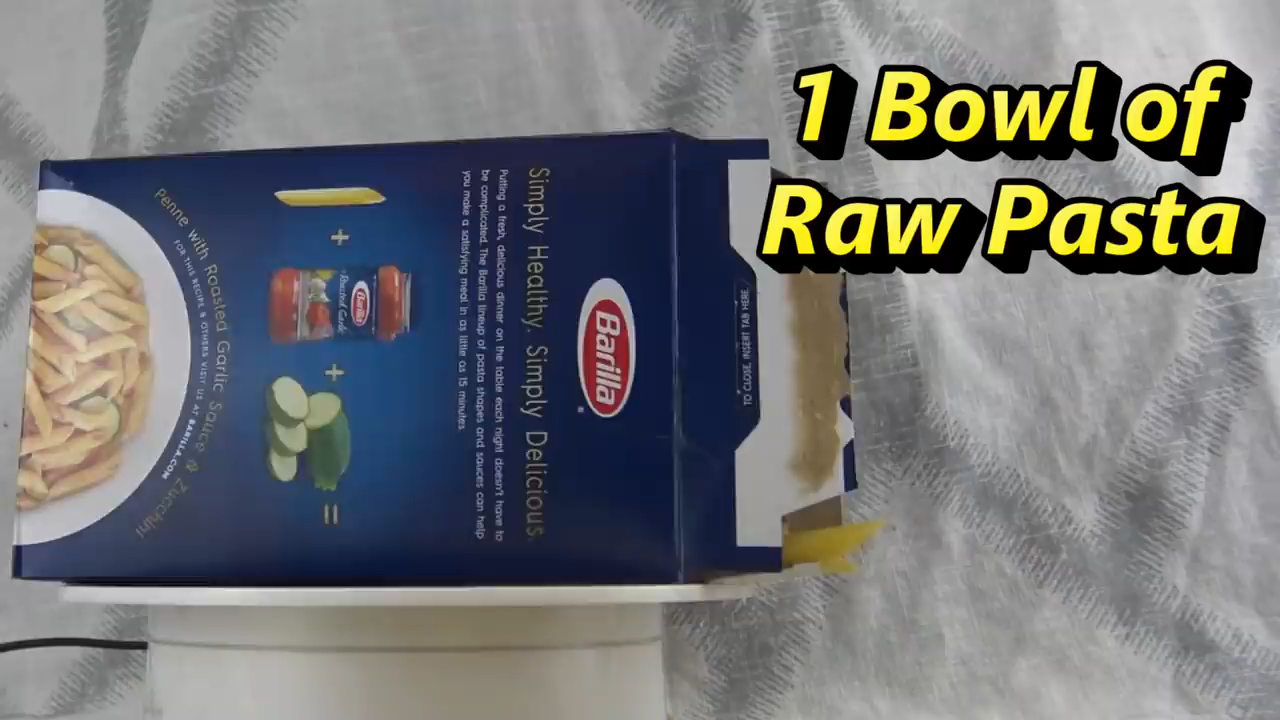 1 Bowl of
Raw Pasta
Barilla
Simply Healthy. Simply Delicious.
Putting a fresh, delicious dinner on the table each night doesn't have to
be complicated. The Barilla lineup of pasta shapes and sauces can help
you make a satisfying meal in as little as 15 minutes.
+
Barilla
Roasted Garlic
+
=
Penne with Roasted Garlic Sauce & Zucchini
FOR THIS RECIPE & OTHERS VISIT US AT BARILLA.COM
TO CLOSE, INSERT TAB HERE.